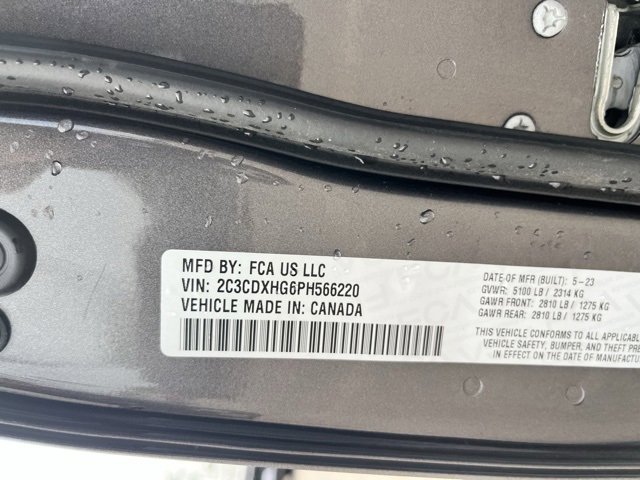 MFD BY: FCA US LLC
VIN: 2C3CDXHG6PH566220
VEHICLE MADE IN: CANADA
DATE OF MFR (BUILT): 5-23
GVWR: 5100 LB / 2314 KG
GAWR FRONT: 2810 LB / 1275 KG
GAWR REAR: 2810 LB / 1275 KG
THIS VEHICLE CONFORMS TO ALL APPLICABL
VEHICLE SAFETY, BUMPER, AND THEFT PRE
IN EFFECT ON THE DATE OF MANUFACTU